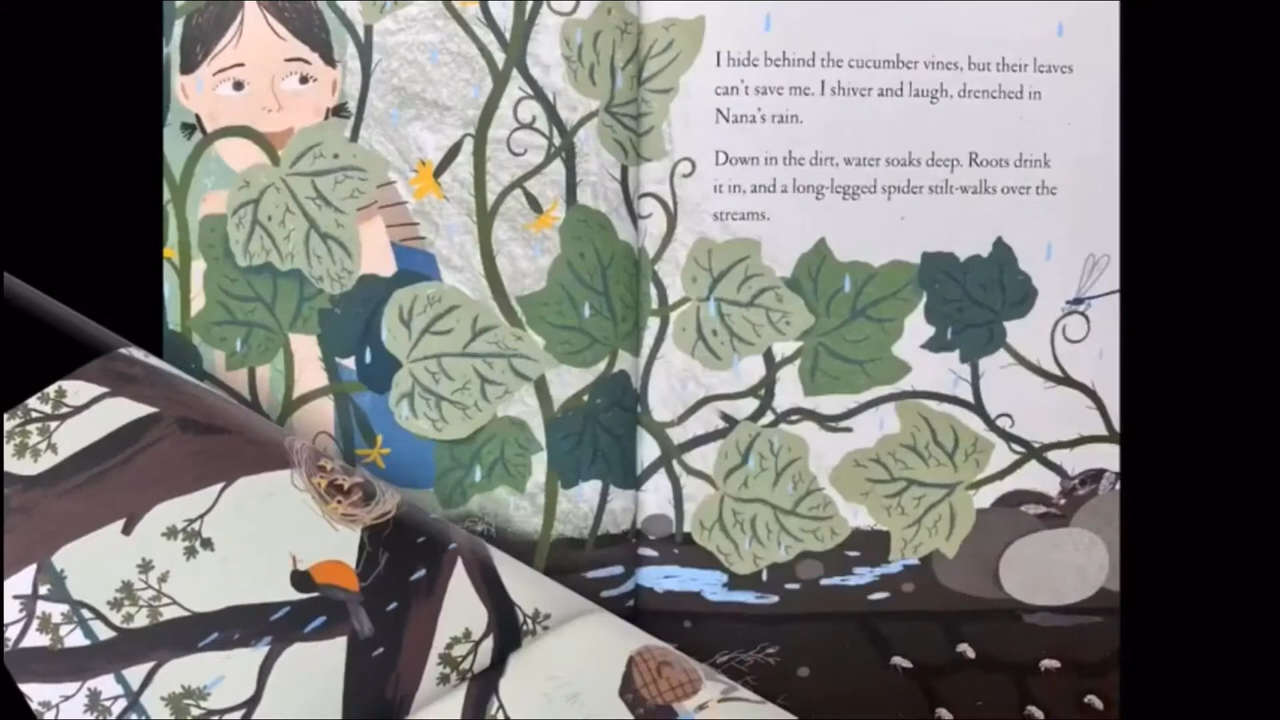 I hide behind the cucumber vines, but their leaves
can't save me. I shiver and laugh, drenched in
Nana's rain.
Down in the dirt, water soaks deep. Roots drink
it in, and a long-legged spider stilt-walks over the
streams.